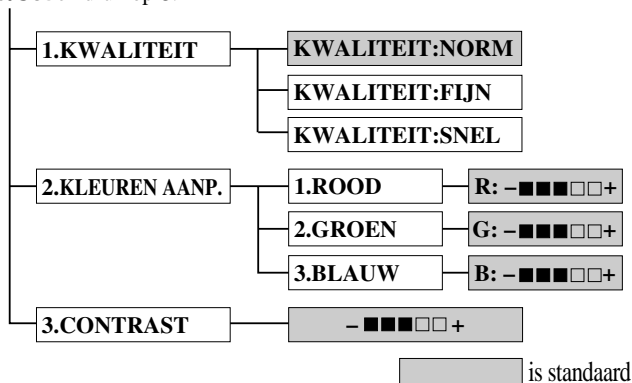 1.KWALITEIT
KWALITEIT:NORM
KWALITEIT:FIJN
KWALITEIT:SNEL
2.KLEUREN AANP.
1.ROOD
R: –■■■□□+
2.GROEN
G: –■■■□□+
3.BLAUW
B: –■■■□□+
3.CONTRAST
– ■■■□□ +
is standaard